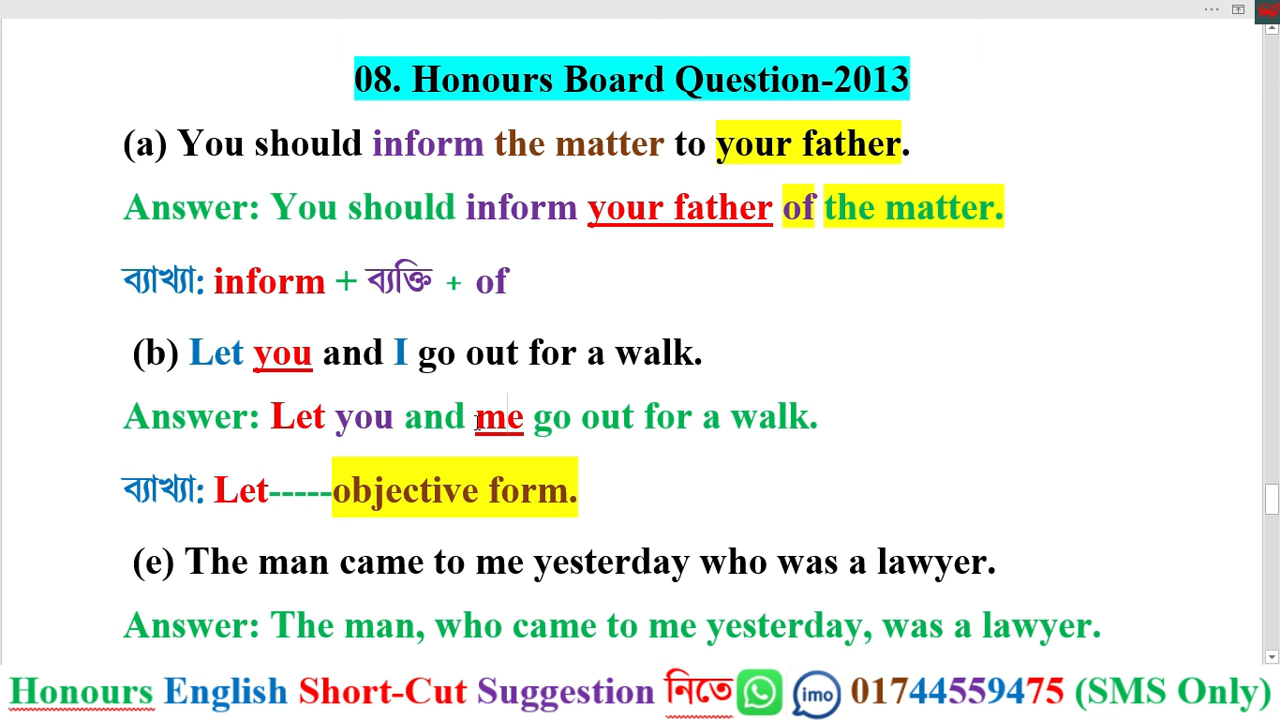 08. Honours Board Question-2013
(a) You should inform the matter to your father.
Answer: You should inform your father of the matter.
ব্যাখ্যা: inform + ব্যক্তি + of
(b) Let you and I go out for a walk.
Answer: Let you and me go out for a walk.
ব্যাখ্যা: Let-----objective form.
(e) The man came to me yesterday who was a lawyer.
Answer: The man, who came to me yesterday, was a lawyer.
Honours English Short-Cut Suggestion নিতে imo 01744559475 (SMS Only)